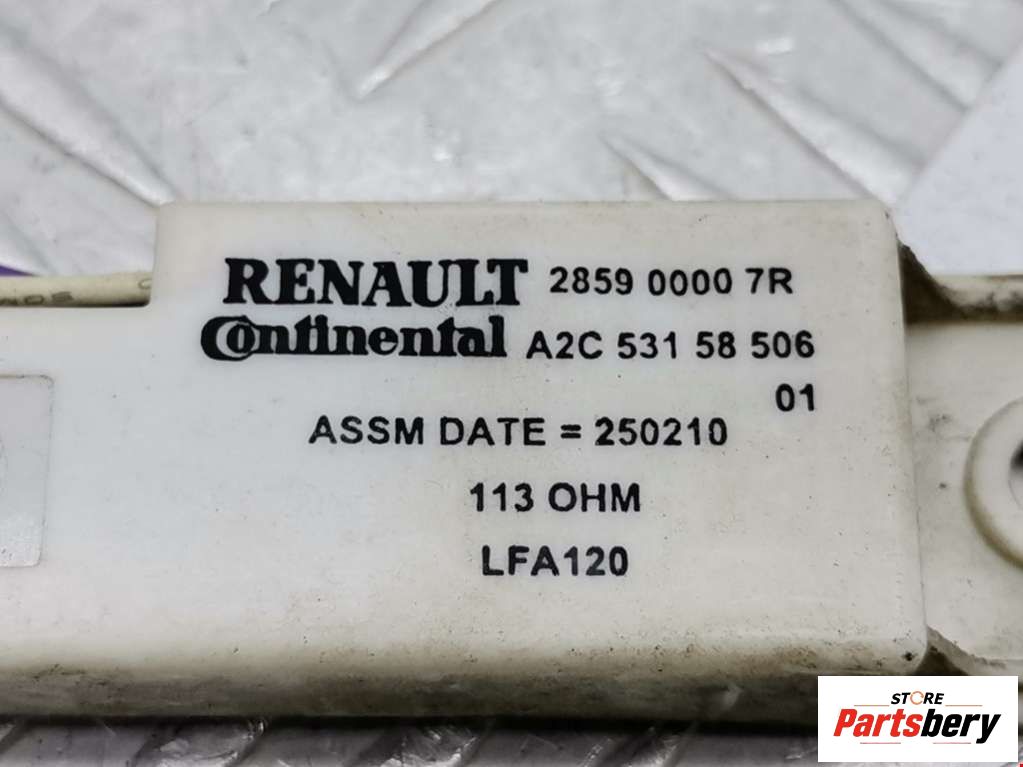 RENAULT 2859 0000 7R
Continental A2C 531 58 506
01
ASSM DATE = 250210
113 OHM
LFA120
STORE
Partsbery